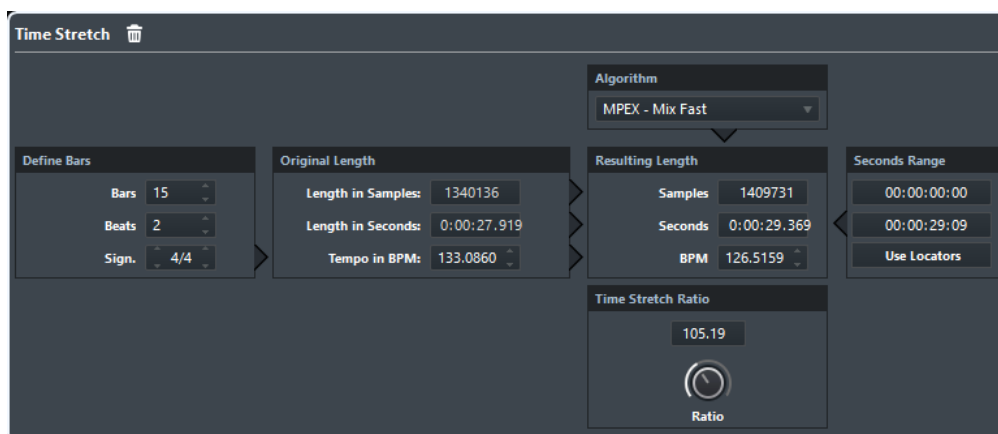 Time Stretch
Algorithm
MPEX - Mix Fast
Define Bars
Bars 15
Beats 2
Sign. 4/4
Original Length
Length in Samples: 1340136
Length in Seconds: 0:00:27.919
Tempo in BPM: 133.0860
Resulting Length
Samples 1409731
Seconds 0:00:29.369
BPM 126.5159
Seconds Range
00:00:00:00
00:00:29:09
Use Locators
Time Stretch Ratio
105.19
Ratio